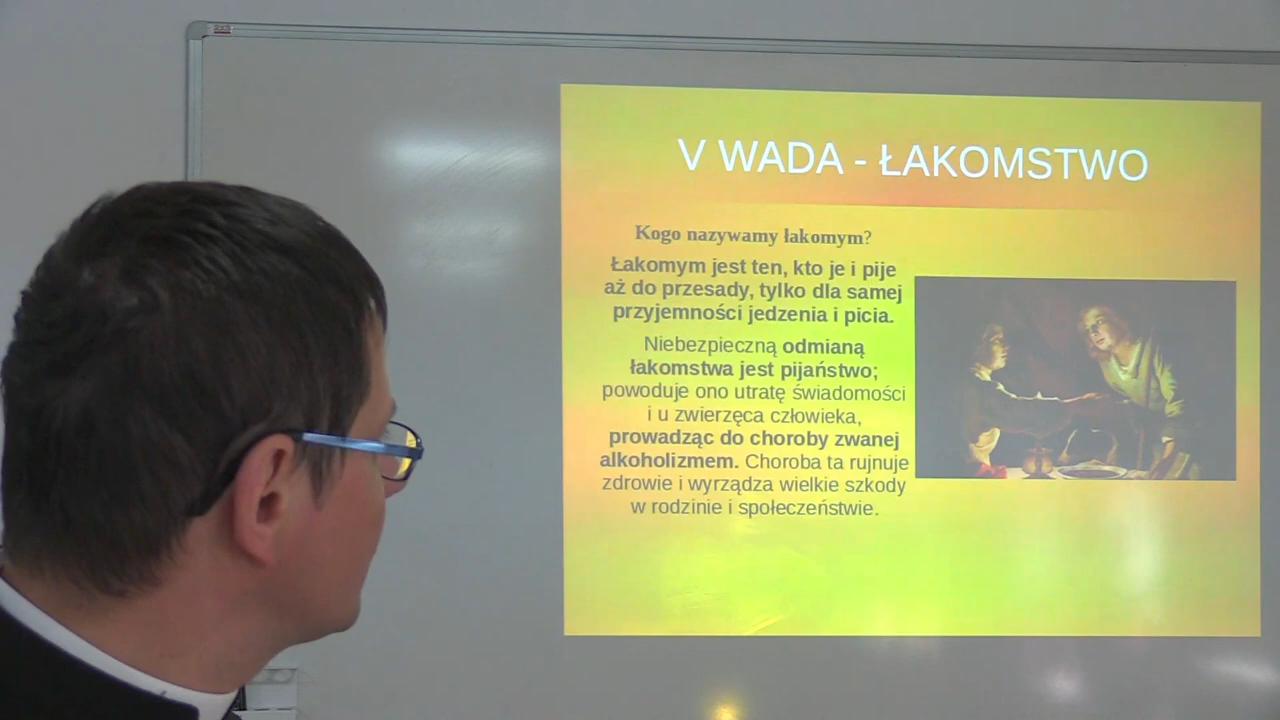 V WADA - ŁAKOMSTWO
Kogo nazywamy łakomym?
Łakomym jest ten, kto je i pije
aż do przesady, tylko dla samej
przyjemności jedzenia i picia.
Niebezpieczną odmianą
łakomstwa jest pijaństwo;
powoduje ono utratę świadomości
i u zwierzęca człowieka,
prowadząc do choroby zwanej
alkoholizmem. Choroba ta rujnuje
zdrowie i wyrządza wielkie szkody
w rodzinie i społeczeństwie.